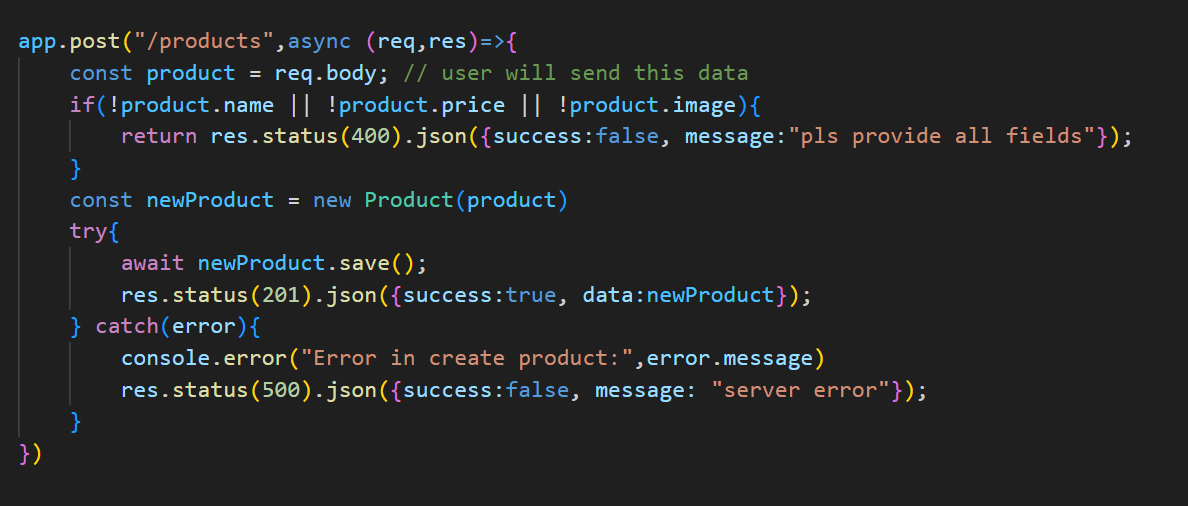 app.post("/products",async (req,res)=>{
    const product = req.body; // user will send this data
    if(!product.name || !product.price || !product.image){
        return res.status(400).json({success:false, message:"pls provide all fields"});
    }
    const newProduct = new Product(product)
    try{
        await newProduct.save();
        res.status(201).json({success:true, data:newProduct});
    } catch(error){
        console.error("Error in create product:",error.message)
        res.status(500).json({success:false, message: "server error"});
    }
})